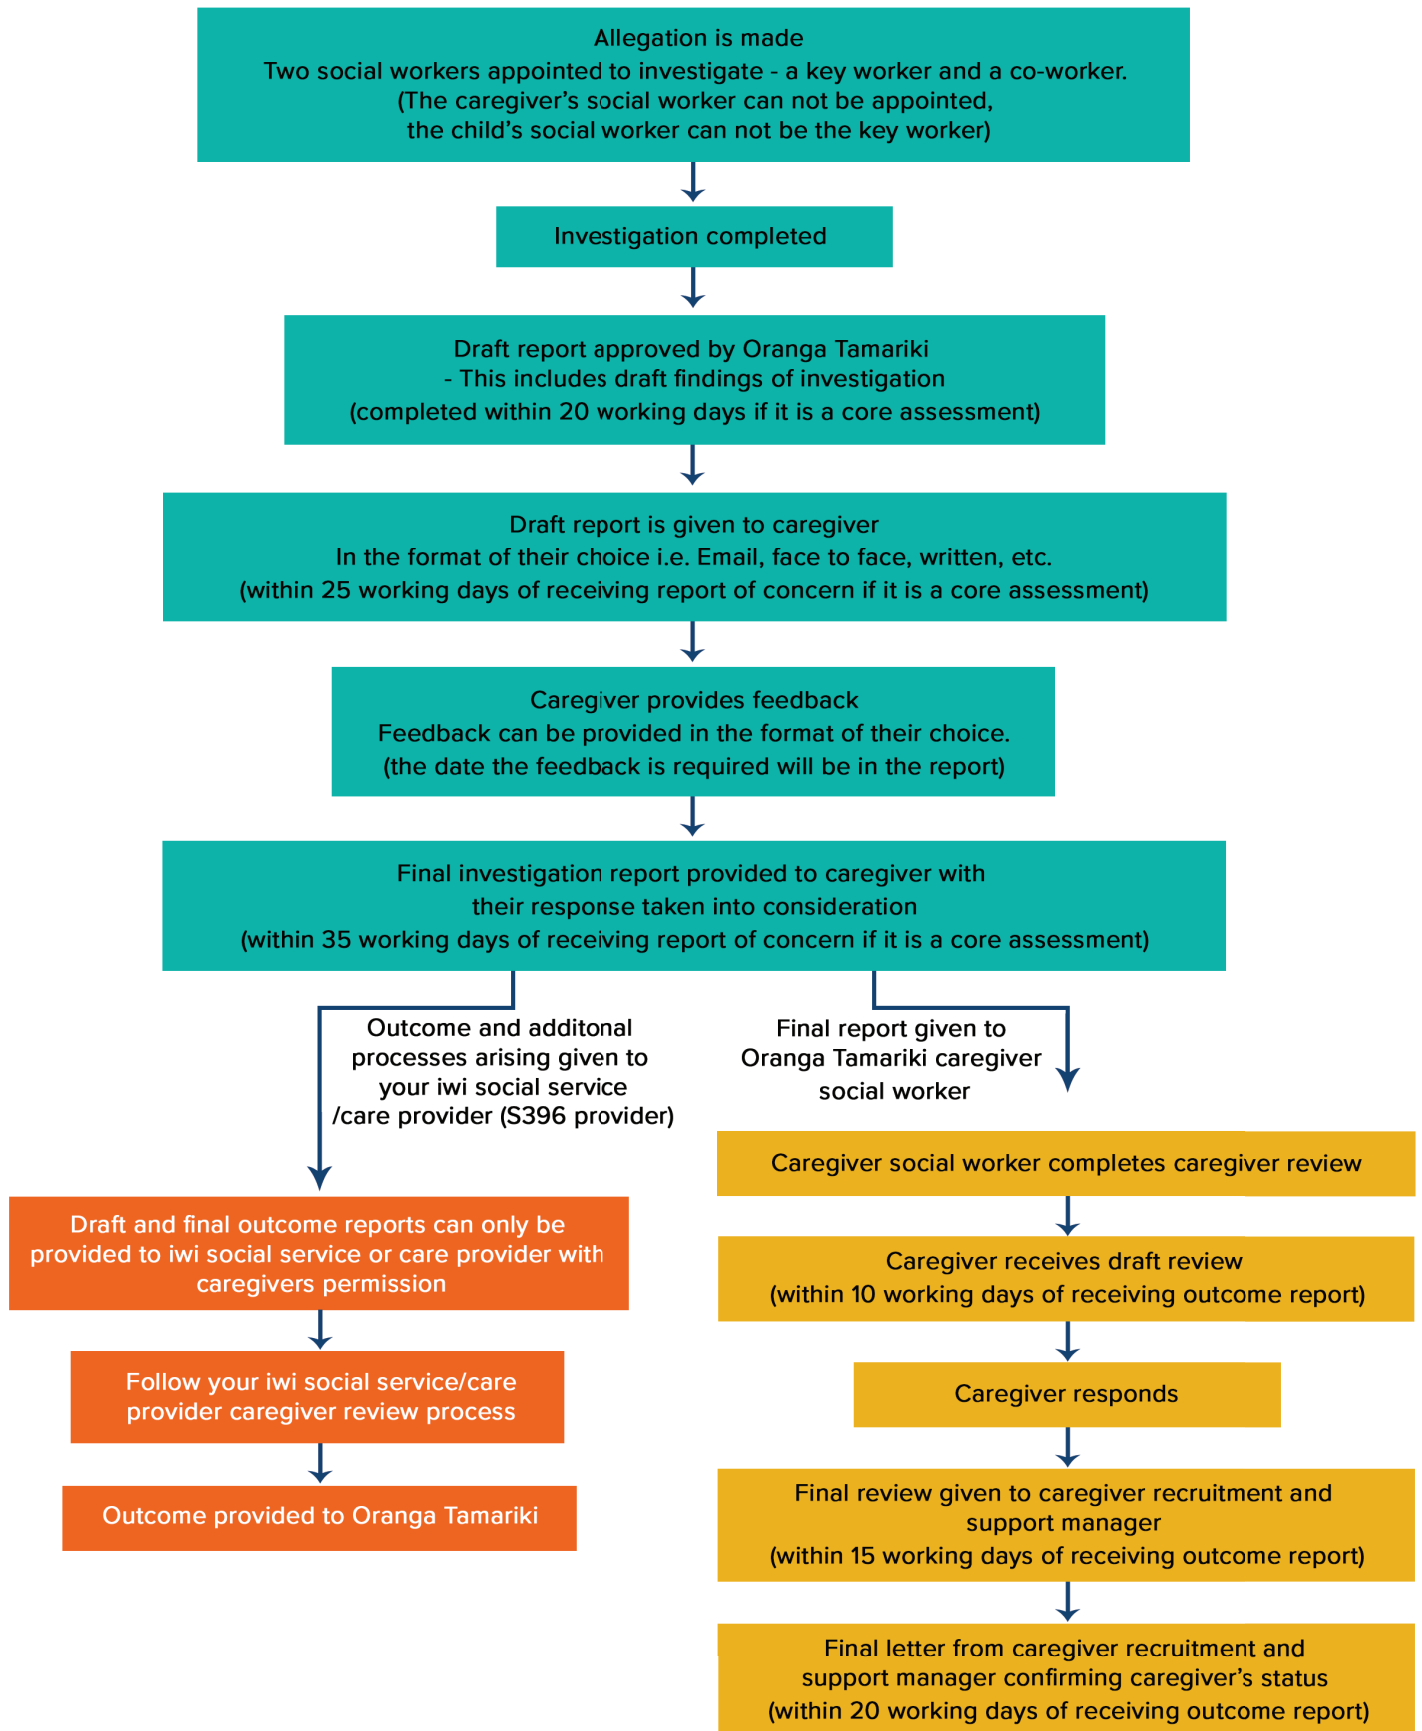 Allegation is made
Two social workers appointed to investigate - a key worker and a co-worker.
(The caregiver's social worker can not be appointed,
the child's social worker can not be the key worker)
Investigation completed
Draft report approved by Oranga Tamariki
- This includes draft findings of investigation
(completed within 20 working days if it is a core assessment)
Draft report is given to caregiver
In the format of their choice i.e. Email, face to face, written, etc.
(within 25 working days of receiving report of concern if it is a core assessment)
Caregiver provides feedback
Feedback can be provided in the format of their choice.
(the date the feedback is required will be in the report)
Final investigation report provided to caregiver with
their response taken into consideration
(within 35 working days of receiving report of concern if it is a core assessment)
Outcome and additonal
processes arising given to
your iwi social service
/care provider (S396 provider)
Draft and final outcome reports can only be
provided to iwi social service or care provider with
caregivers permission
Follow your iwi social service/care
provider caregiver review process
Outcome provided to Oranga Tamariki
Final report given to
Oranga Tamariki caregiver
social worker
Caregiver social worker completes caregiver review
Caregiver receives draft review
(within 10 working days of receiving outcome report)
Caregiver responds
Final review given to caregiver recruitment and
support manager
(within 15 working days of receiving outcome report)
Final letter from caregiver recruitment and
support manager confirming caregiver's status
(within 20 working days of receiving outcome report)